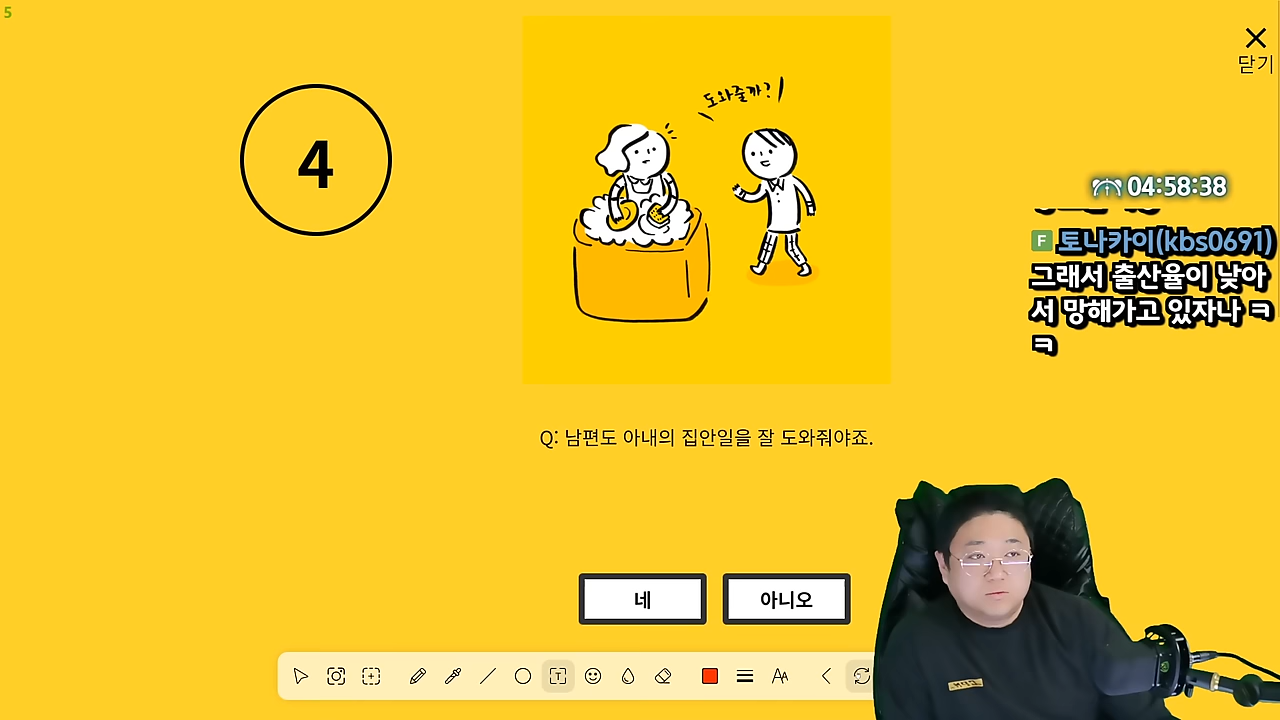 5
닫기
4
도와줄까?
04:58:38
F 토나카이(kbs0691)
그래서 출산율이 낮아
서 망해가고 있자나 ㅋ
ㅋ
Q: 남편도 아내의 집안일을 잘 도와줘야죠.
네
아니오
T
AA